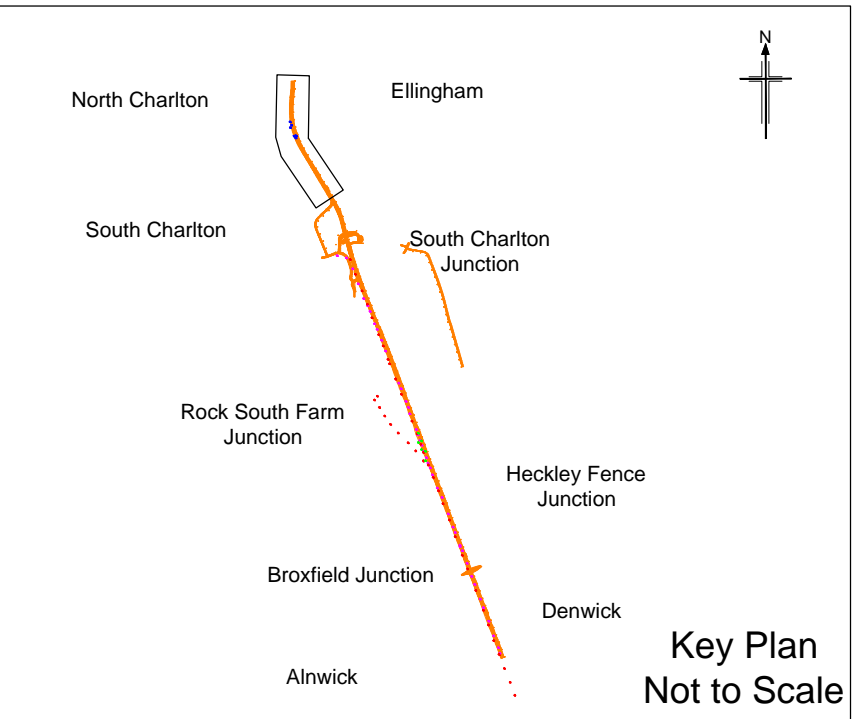 N
Ellingham
North Charlton
South Charlton
South Charlton
Junction
Rock South Farm
Junction
Heckley Fence
Junction
Broxfield Junction
Denwick
Alnwick
Key Plan
Not to Scale